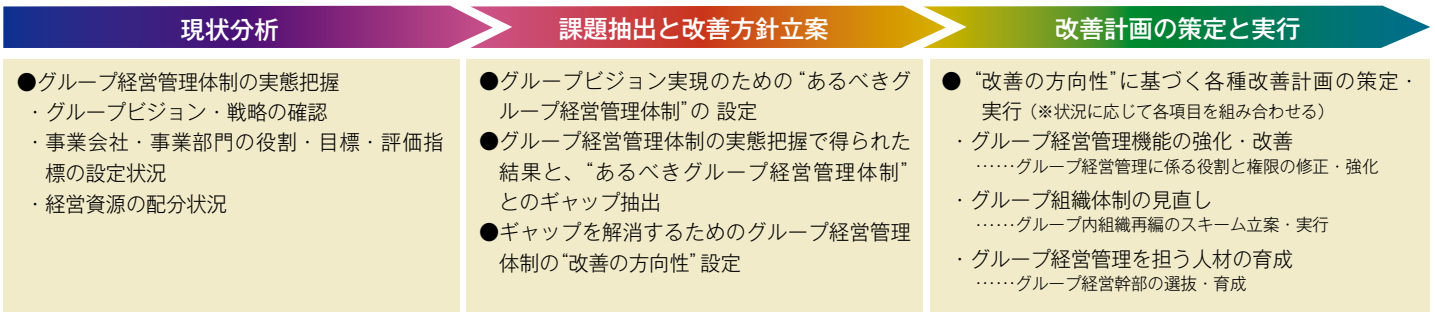 現状分析
●グループ経営管理体制の実態把握
・グループビジョン・戦略の確認
・事業会社・事業部門の役割・目標・評価指
標の設定状況
・経営資源の配分状況
課題抽出と改善方針立案
●グループビジョン実現のための“あるべきグ
ループ経営管理体制”の 設定
●グループ経営管理体制の実態把握で得られた
結果と、“あるべきグループ経営管理体制”
とのギャップ抽出
●ギャップを解消するためのグループ経営管理
体制の“改善の方向性” 設定
改善計画の策定と実行
● “改善の方向性”に基づく各種改善計画の策定・
実行（※状況に応じて各項目を組み合わせる）
・グループ経営管理機能の強化・改善
……グループ経営管理に係る役割と権限の修正・強化
・グループ組織体制の見直し
……グループ内組織再編のスキーム立案・実行
・グループ経営管理を担う人材の育成
……グループ経営幹部の選抜・育成